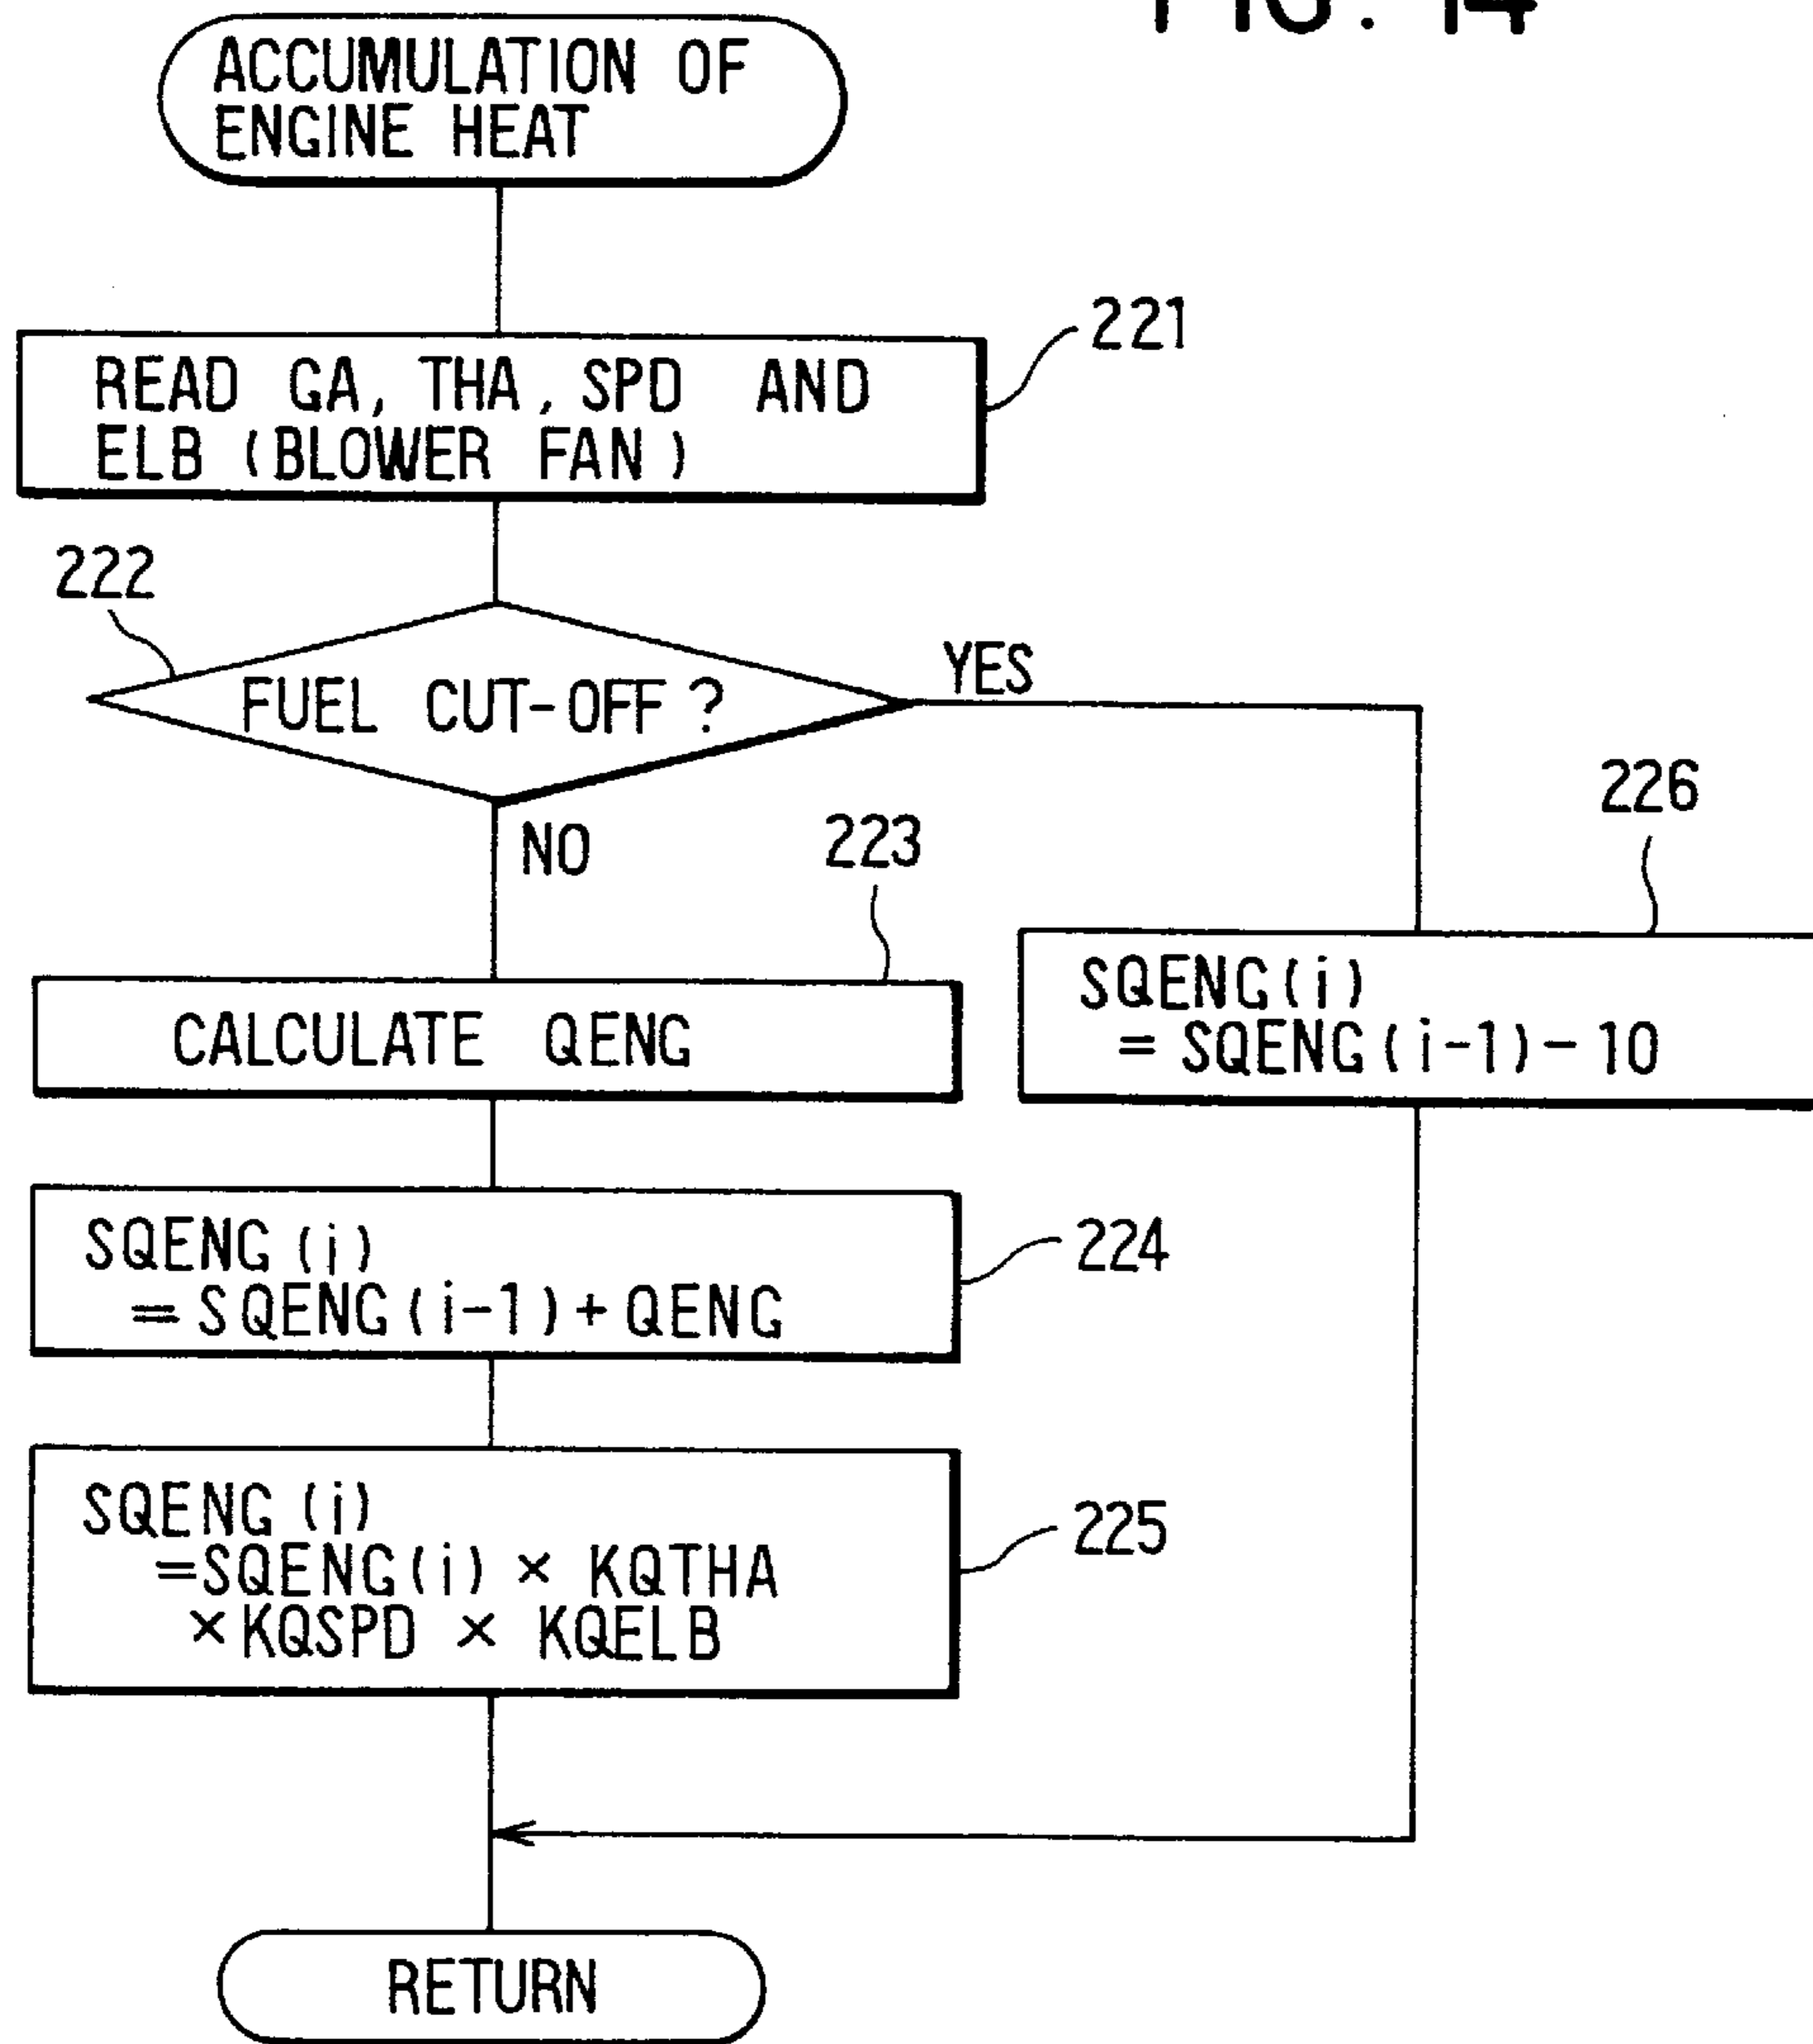 FIG. 14
ACCUMULATION OF
ENGINE HEAT
221
READ GA, THA, SPD AND
ELB (BLOWER FAN)
222
FUEL CUT-OFF ?
YES
NO
223
226
CALCULATE QENG
SQENG(i)
= SQENG(i-1)-10
SQENG(i)
= SQENG(i-1)+QENG
224
SQENG(i)
=SQENG(i) × KQTHA
×KQSPD × KQELB
225
RETURN